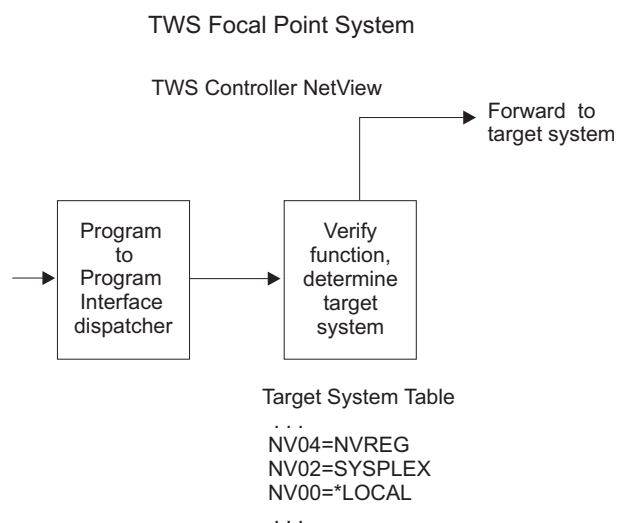 TWS Focal Point System
TWS Controller NetView
Forward to
target system
Program
to
Program
Interface
dispatcher
Verify
function,
determine
target
system
Target System Table
. . .
NV04=NVREG
NV02=SYSPLEX
NV00=*LOCAL
. . .